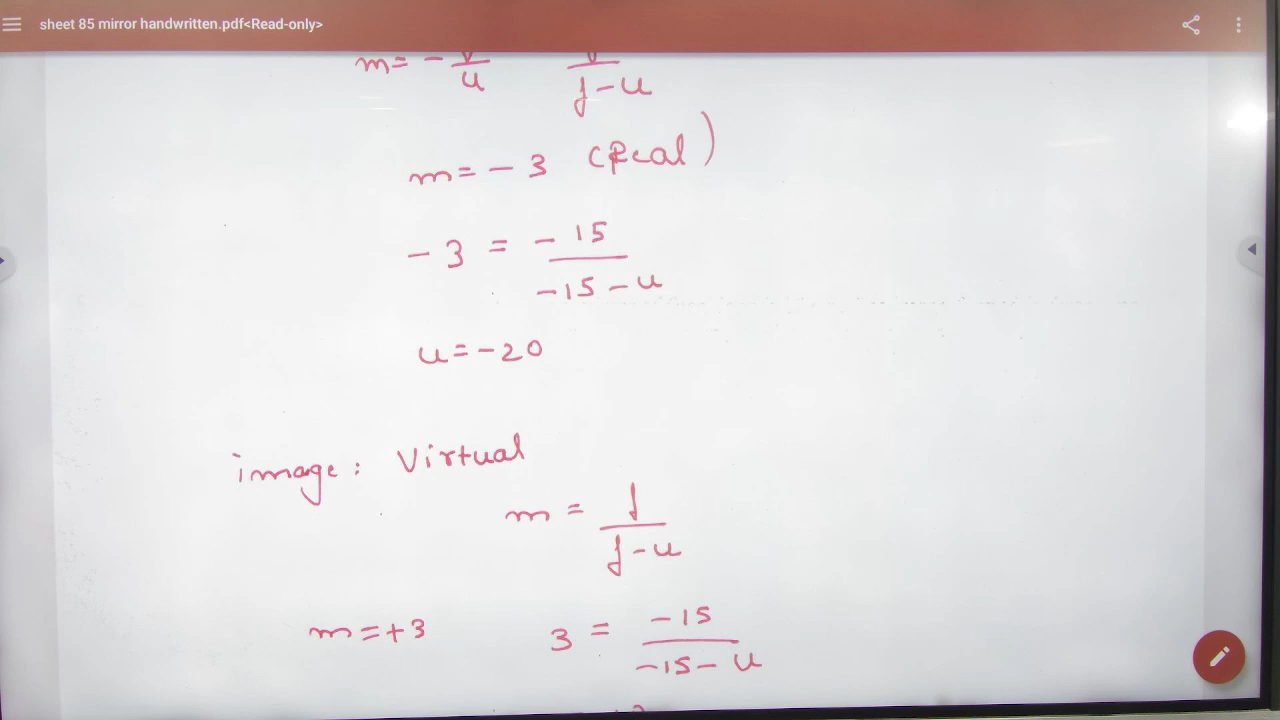 sheet 85 mirror handwritten.pdf<Read-only>
m = - v/u   /f-u
m = - 3 (Real)
- 3 = - 15/-15 - u
u = - 20
image: Virtual
m = f/f-u
m = +3   3 = -15/-15 - u